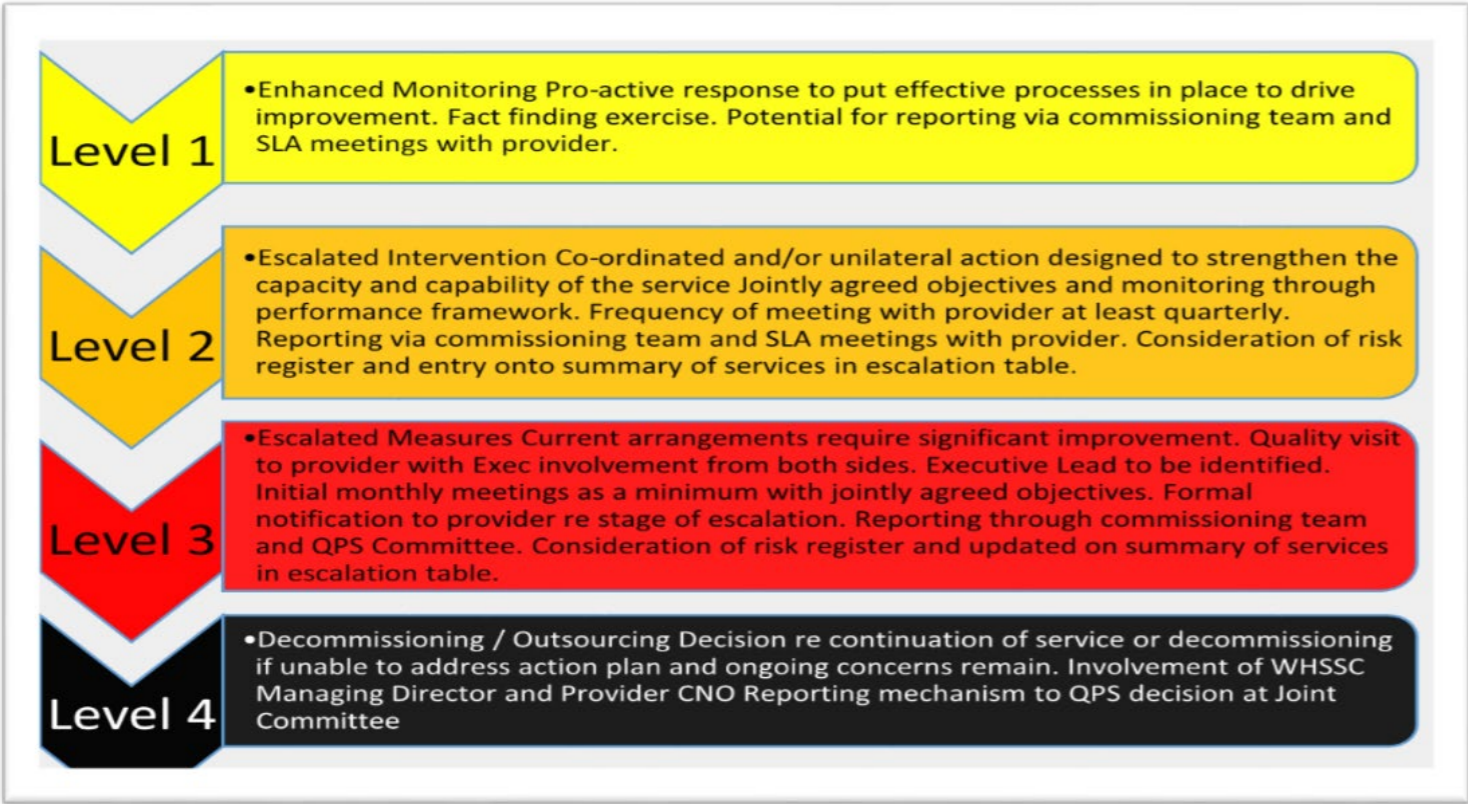 Level 1
•Enhanced Monitoring Pro-active response to put effective processes in place to drive
improvement. Fact finding exercise. Potential for reporting via commissioning team and
SLA meetings with provider.
Level 2
•Escalated Intervention Co-ordinated and/or unilateral action designed to strengthen the
capacity and capability of the service Jointly agreed objectives and monitoring through
performance framework. Frequency of meeting with provider at least quarterly.
Reporting via commissioning team and SLA meetings with provider. Consideration of risk
register and entry onto summary of services in escalation table.
Level 3
•Escalated Measures Current arrangements require significant improvement. Quality visit
to provider with Exec involvement from both sides. Executive Lead to be identified.
Initial monthly meetings as a minimum with jointly agreed objectives. Formal
notification to provider re stage of escalation. Reporting through commissioning team
and QPS Committee. Consideration of risk register and updated on summary of services
in escalation table.
Level 4
•Decommissioning / Outsourcing Decision re continuation of service or decommissioning
if unable to address action plan and ongoing concerns remain. Involvement of WHSSC
Managing Director and Provider CNO Reporting mechanism to QPS decision at Joint
Committee